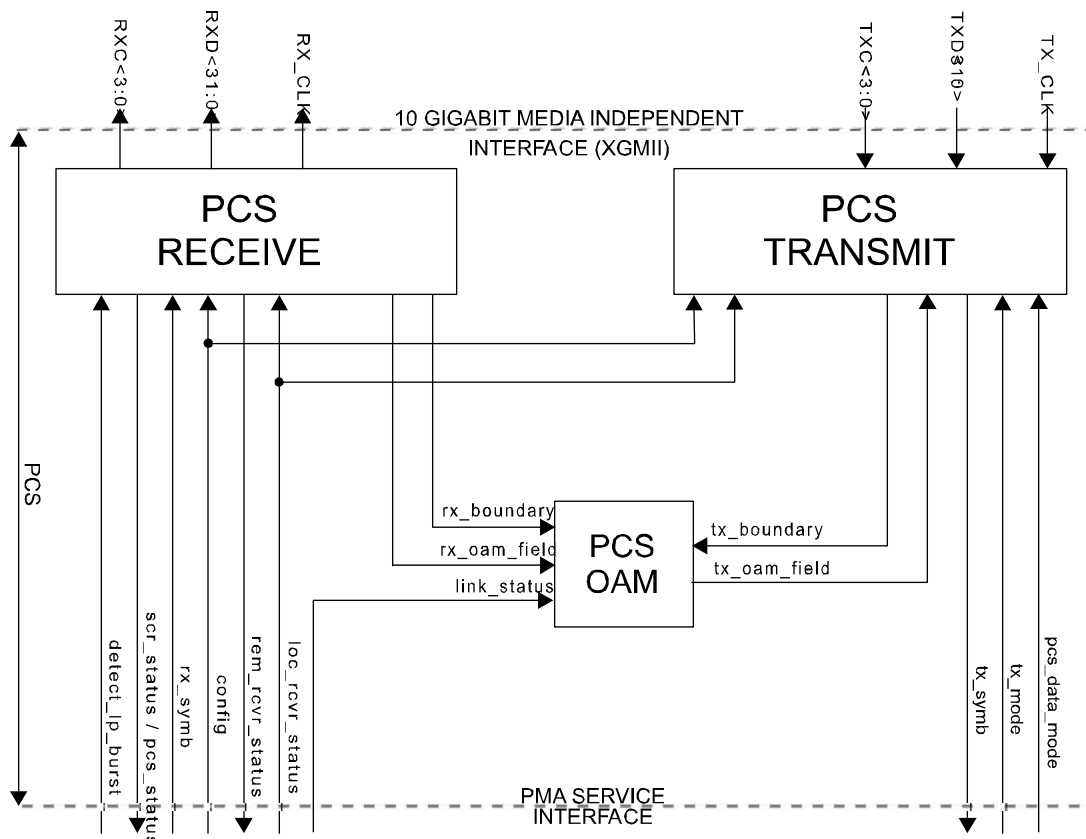 RXC<3:0>
RXD<31:0>
RX_CLK
TXC<3:0>
TX_CLK
10 GIGABIT MEDIA INDEPENDENT
INTERFACE (XGMII)
PCS
RECEIVE
PCS
TRANSMIT
PCS
rx_boundary
rx_oam_field
link_status
PCS
OAM
tx_boundary
tx_oam_field
detect_lp_burst
scr_status / pcs_status
rx_symb
config
rem_rcvr_status
loc_rcvr_status
tx_symb
tx_mode
pcs_data_mode
PMA SERVICE
INTERFACE